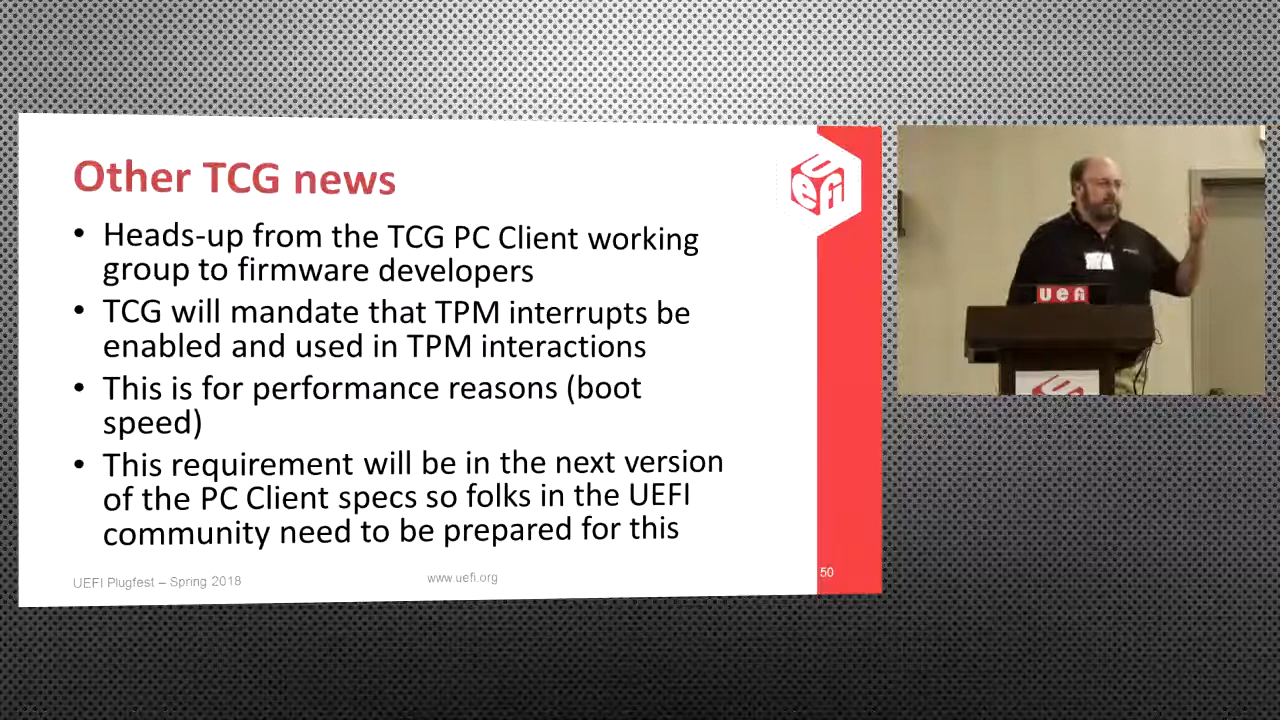 Other TCG news
• Heads-up from the TCG PC Client working
group to firmware developers
• TCG will mandate that TPM interrupts be
enabled and used in TPM interactions
• This is for performance reasons (boot
speed)
• This requirement will be in the next version
of the PC Client specs so folks in the UEFI
community need to be prepared for this
UEFI Plugfest – Spring 2018
www.uefi.org
50
uefi
uefi